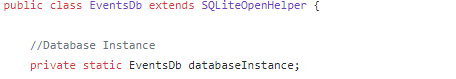 public class EventsDb extends SQLiteOpenHelper {
//Database Instance
private static EventsDb databaseInstance;